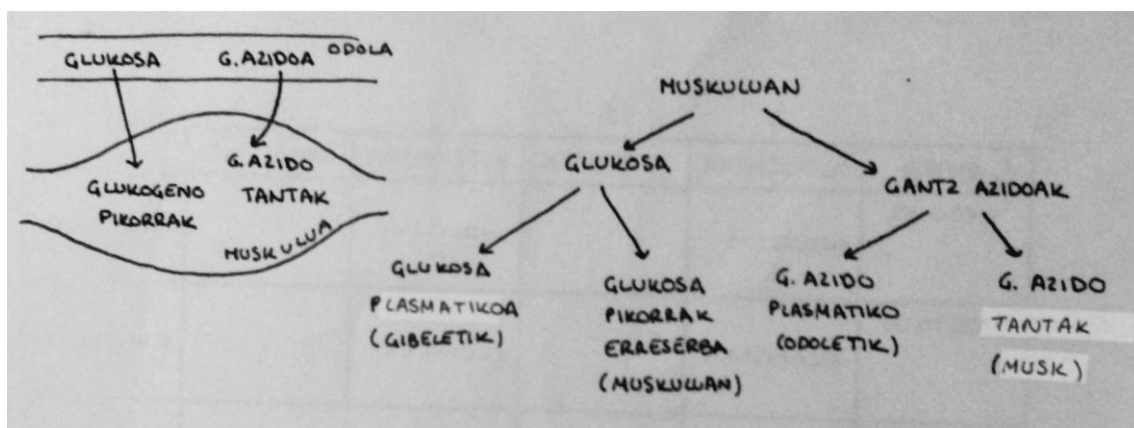 GLUKOSA
G. AZIDOA
ODOLA
GLUKOGENO
PIKORRAK
G. AZIDO
TANTAK
MUSKULUA
MUSKULUAN
GLUKOSA
GANTZ AZIDOAK
GLUKOSA
PLASMATIKOA
(GIBELETIK)
GLUKOSA
PIKORRAK
ERRESERBA
(MUSKULUAN)
G. AZIDO
PLASMATIKO
(ODOLETIK)
G. AZIDO
TANTAK
(MUSK)